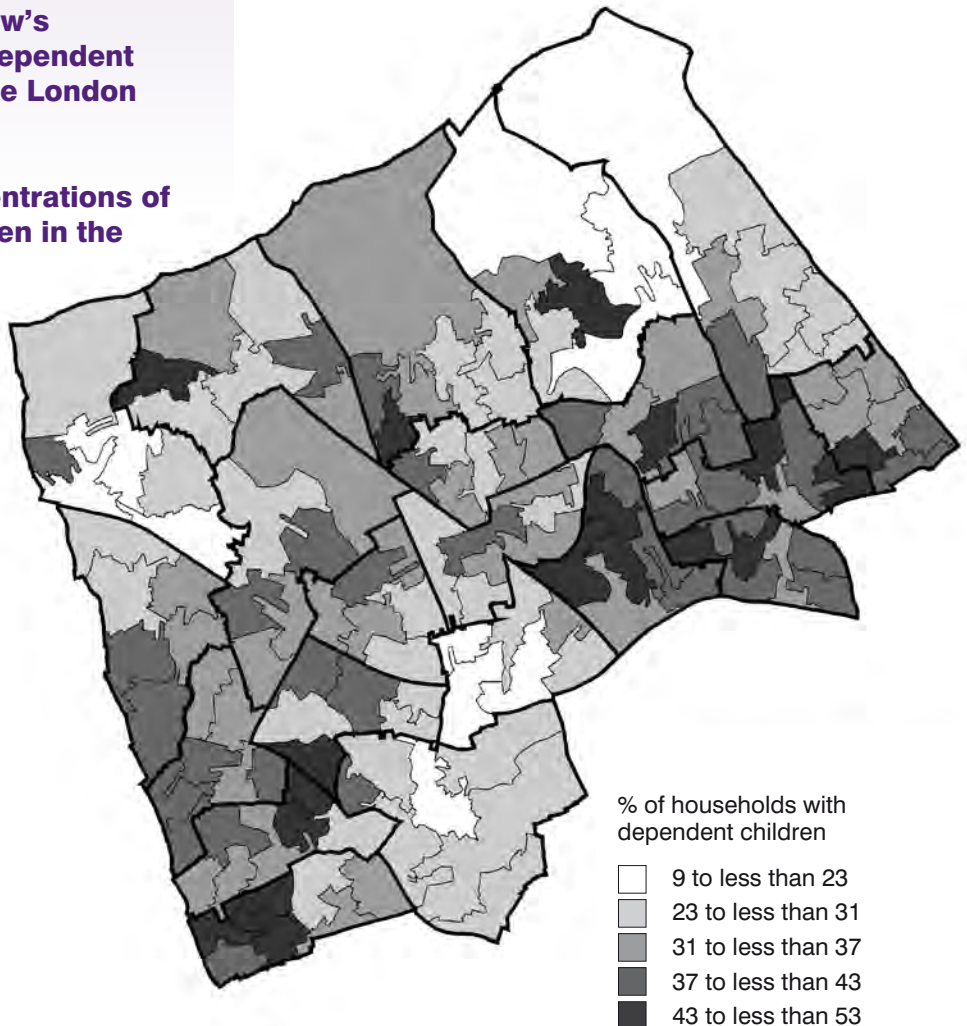 w's
ependent
e London
entrations of
en in the
% of households with
dependent children
9 to less than 23
23 to less than 31
31 to less than 37
37 to less than 43
43 to less than 53